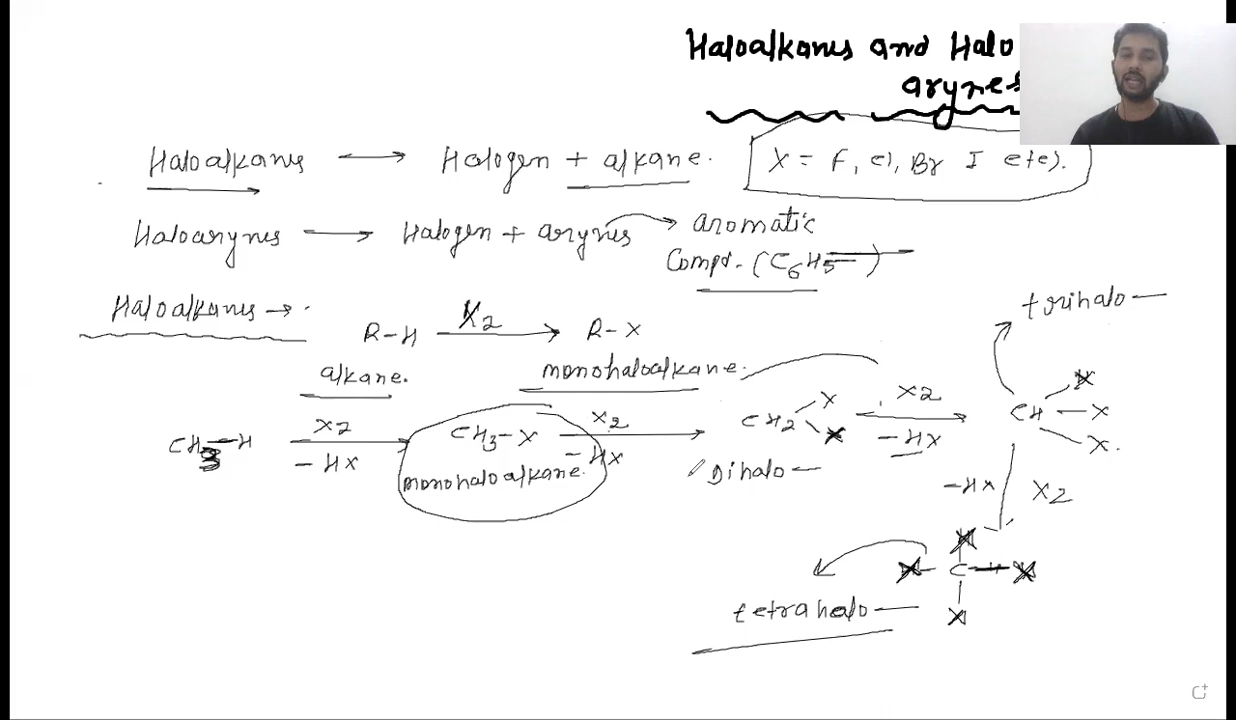 Haloalkanes and Halo
arynes
Haloalkanes → Halogen + alkane. X = F, Cl, Br I etc).
Haloarynes → Halogen + arynes → aromatic
Compd. (C6H5—)
Haloalkanes →
R-H X2 → R-X
alkane. monohaloalkane.
trihalo—
CH3-H X2 -HX → CH3-X X2 -HX → CH2 X X X2 -HX → CH X X X
monohaloalkane. Dihalo—
-HX X2
X
X-C-X
X
tetrahalo—